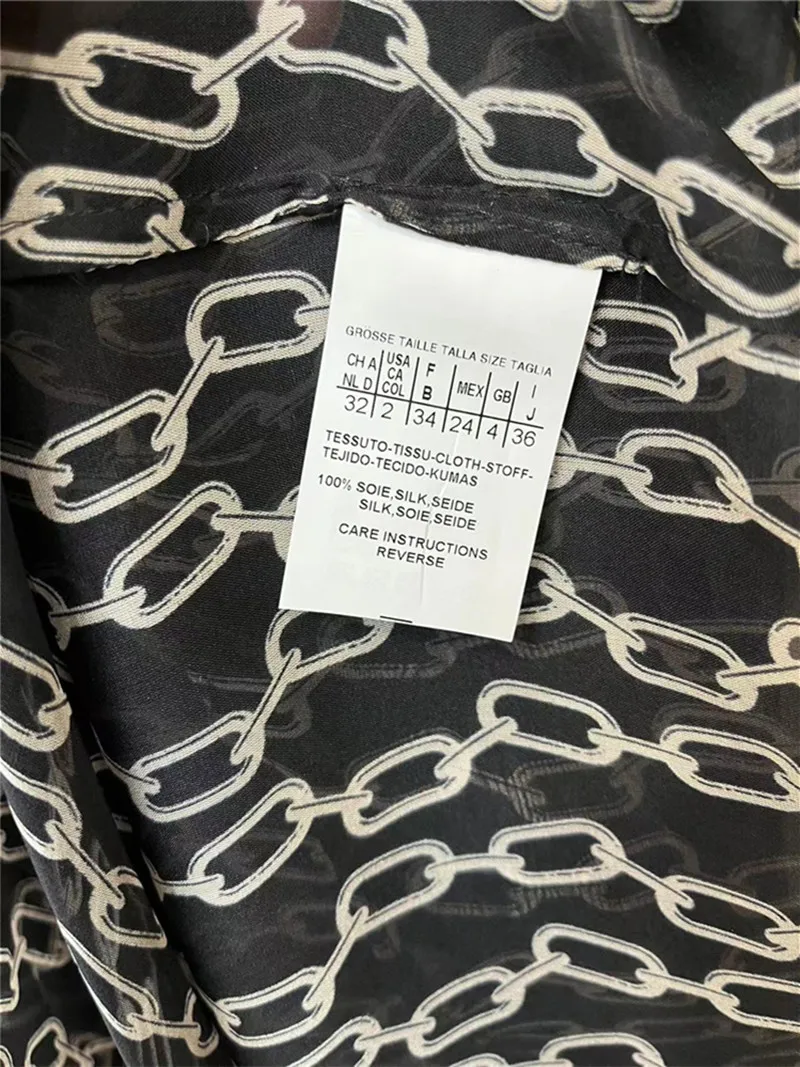 GRÖSSE TAILLE TALLA SIZE TAGLIA
CH A USA F MEX GB I
NL D CA B J
COL
32 2 34 24 4 36
TESSUTO-TISSU-CLOTH-STOFF-
TEJIDO-TECIDO-KUMAS
100% SOIE,SILK,SEIDE
SILK,SOIE,SEIDE
CARE INSTRUCTIONS
REVERSE